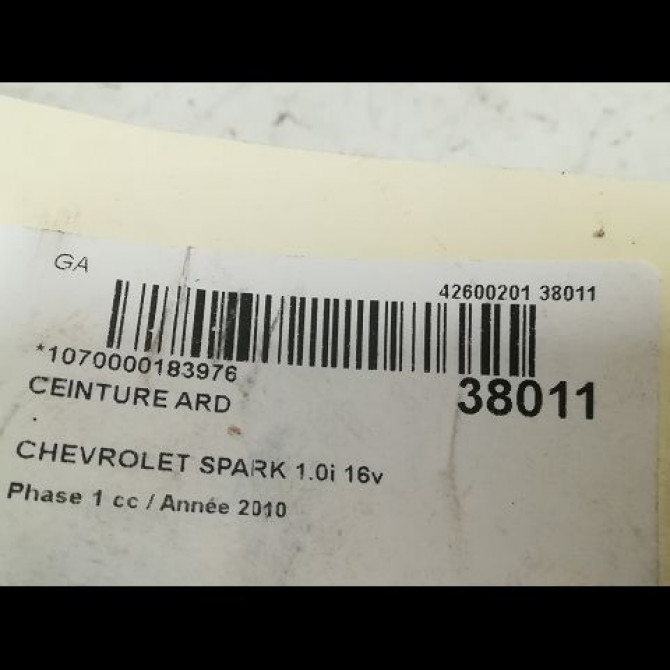 GA
42600201 38011
*1070000183976
38011
CEINTURE ARD
CHEVROLET SPARK 1.0i 16v
Phase 1 cc / Année 2010